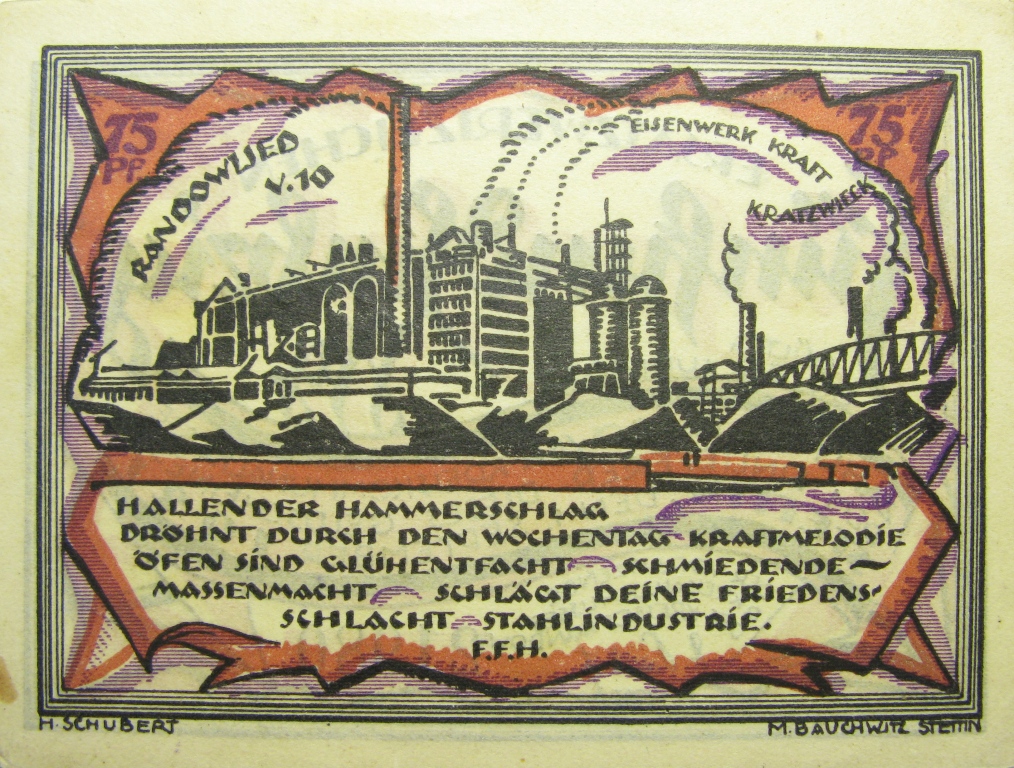 75
PF.
75
PF
RANDOWLIED
V.10
EISENWERK KRAFT
KRATZWIECK
HALLENDER HAMMERSCHLAG
DRÖHNT DURCH DEN WOCHENTAG KRAFTMELODIE
ÖFEN SIND GLÜHENTFACHT SCHMIEDENDE—
MASSENMACHT SCHLÄGT DEINE FRIEDENS-
SCHLACHT STAHLINDUSTRIE.
F.F.H.
H. SCHUBERT
M. BAUCHWITZ STETTIN